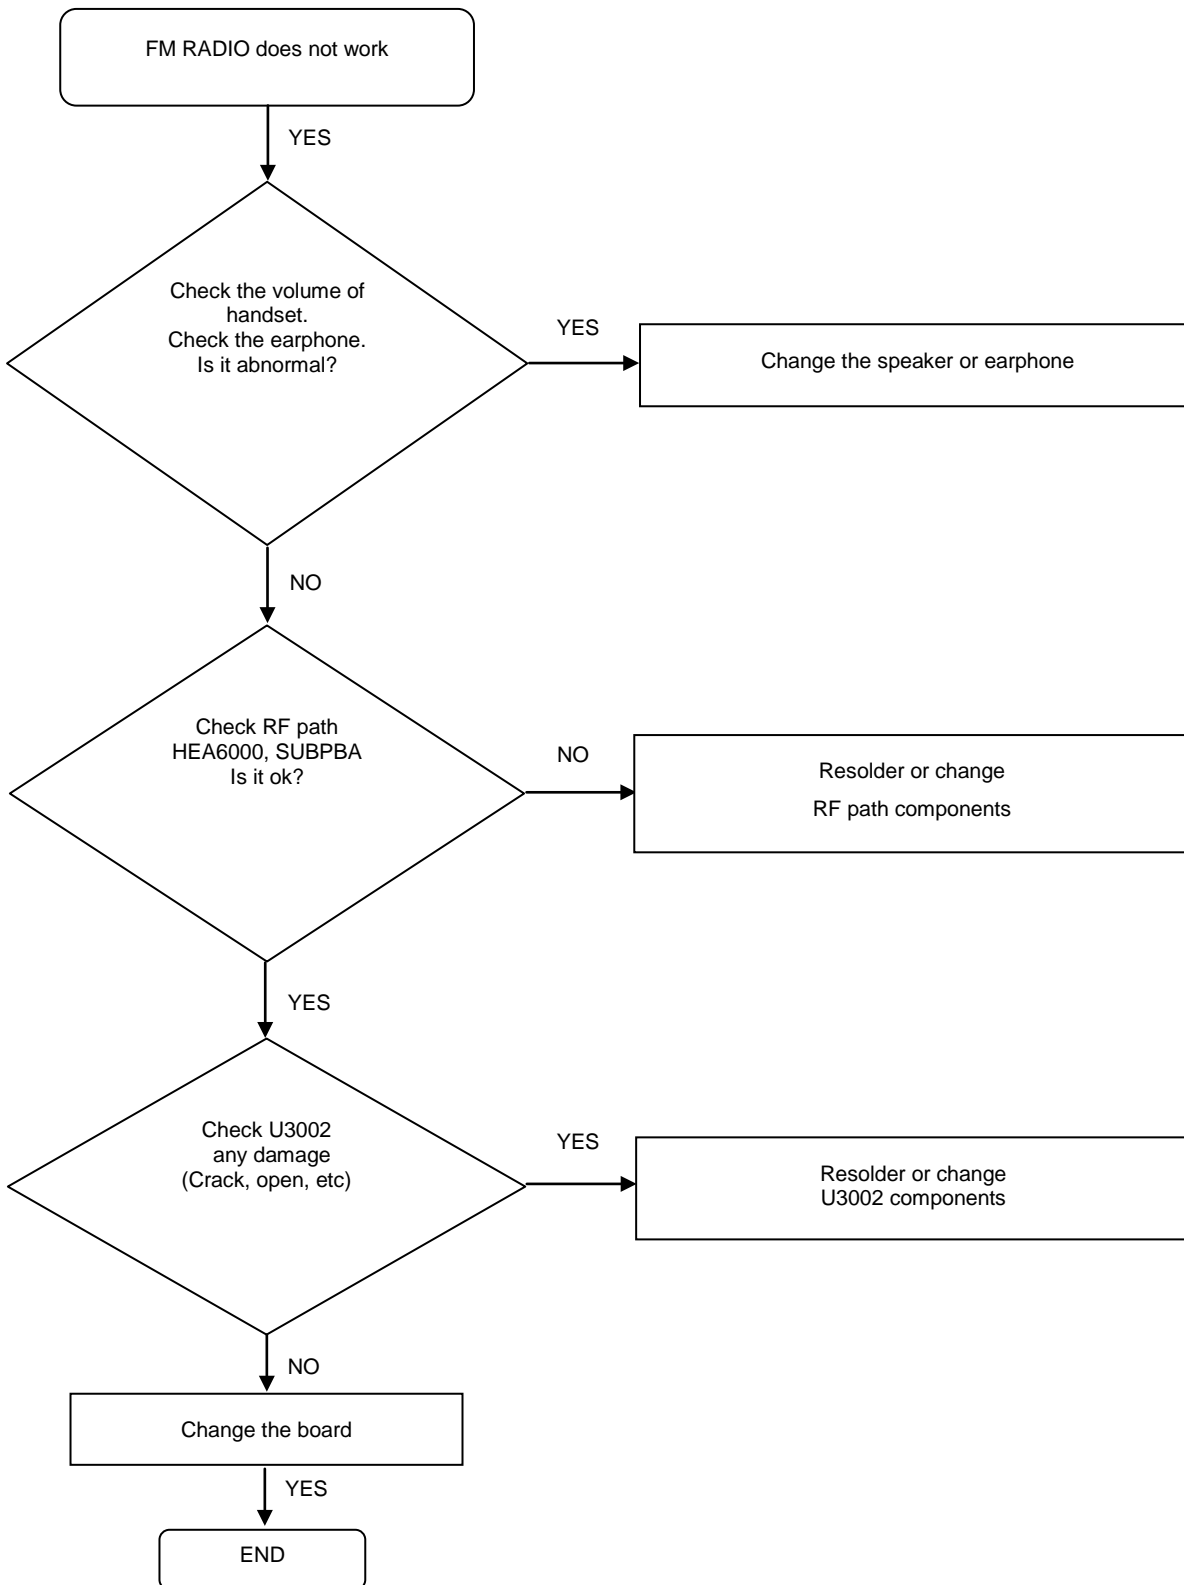 FM RADIO does not work
YES
Check the volume of
handset.
Check the earphone.
Is it abnormal?
YES
Change the speaker or earphone
NO
Check RF path
HEA6000, SUBPBA
Is it ok?
NO
Resolder or change
RF path components
YES
Check U3002
any damage
(Crack, open, etc)
YES
Resolder or change
U3002 components
NO
Change the board
YES
END